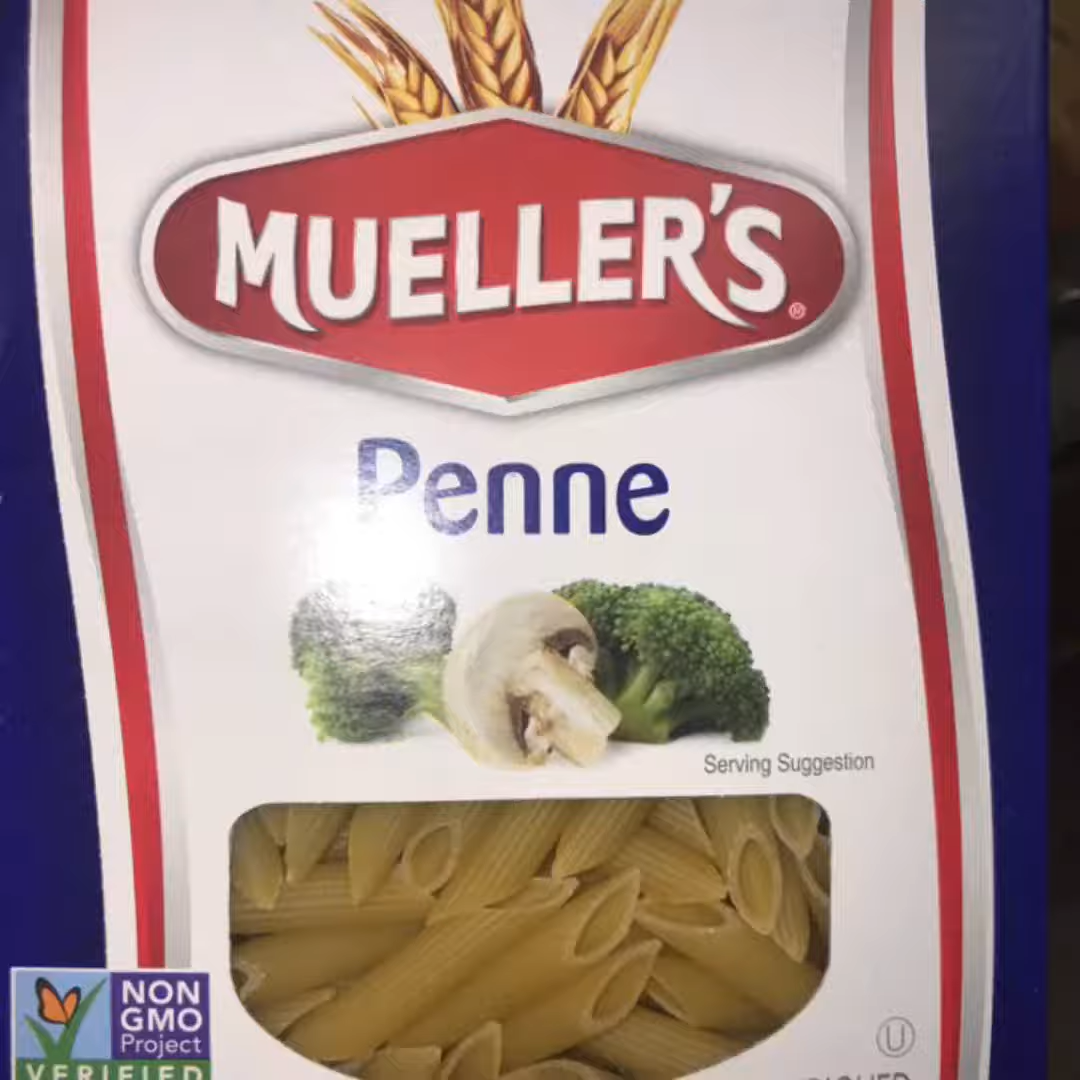 MUELLER'S®
Penne
Serving Suggestion
NON
GMO
Project
VERIFIED
U